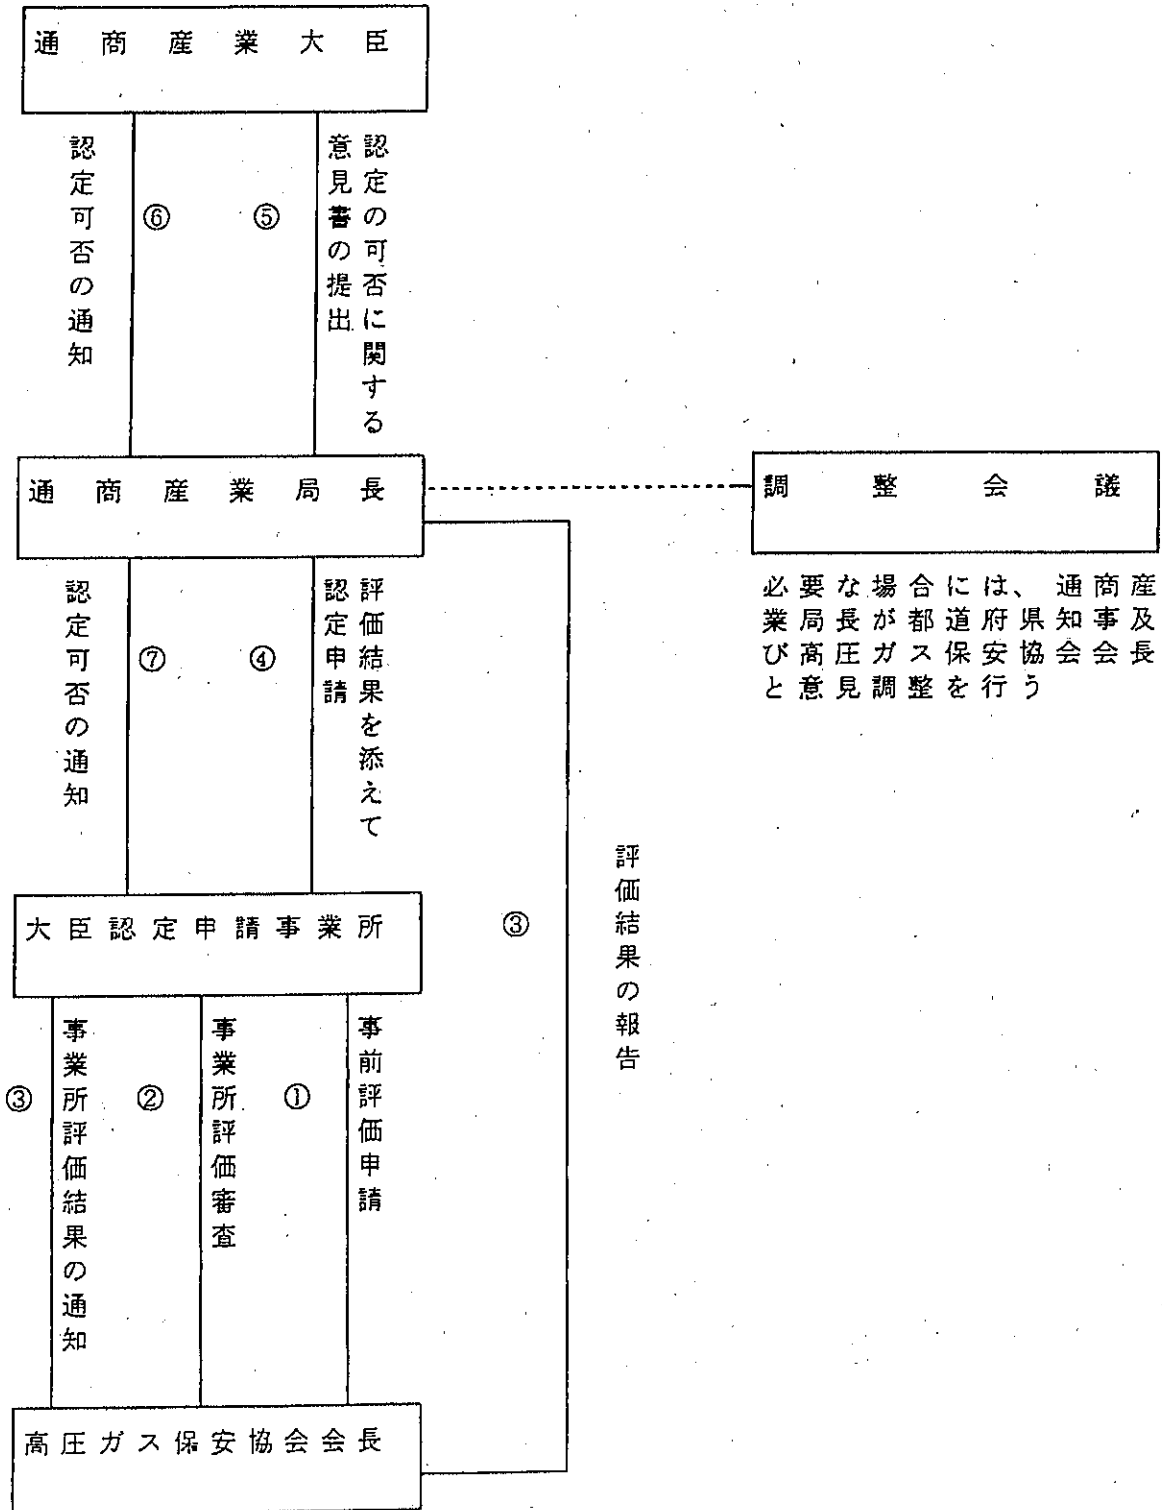 通商産業大臣
認定の可否に関する
意見書の提出
⑤
⑥
認定可否の通知
通商産業局長
調整会議
必要な場合には、通商産
業局長が都道府県知事及
び高圧ガス保安協会会長
と意見調整を行う
評価結果を添えて
認定申請
④
⑦
認定可否の通知
評価結果の報告
③
大臣認定申請事業所
事前評価申請
①
事業所評価審査
②
事業所評価結果の通知
③
高圧ガス保安協会会長